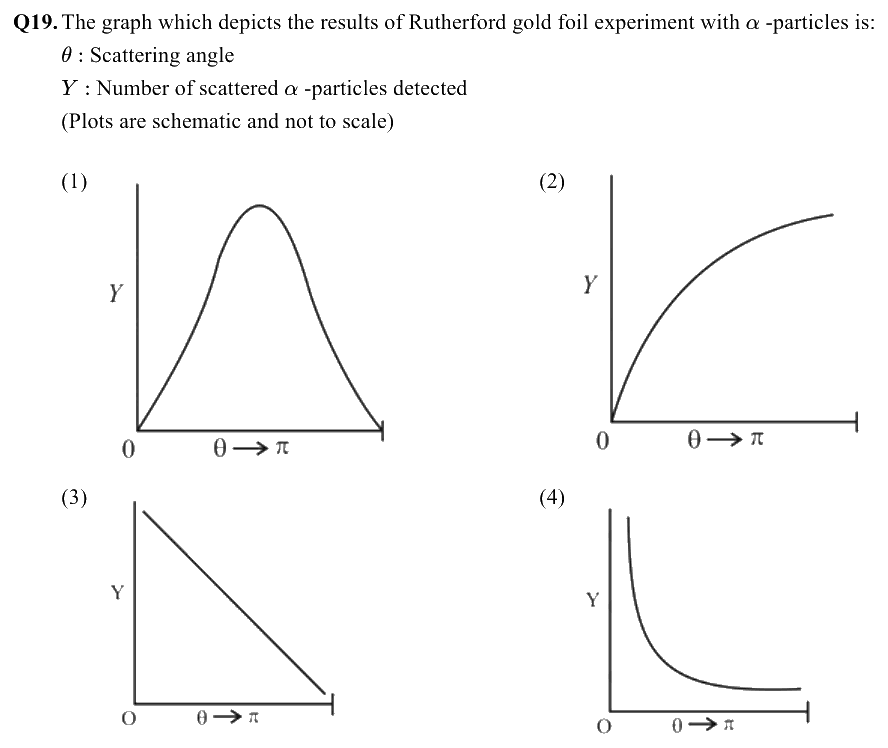 Q19. The graph which depicts the results of Rutherford gold foil experiment with α -particles is:
θ : Scattering angle
Y : Number of scattered α -particles detected
(Plots are schematic and not to scale)
(1)
Y
0 θ → π
(2)
Y
0 θ → π
(3)
Y
O θ → π
(4)
Y
O θ → π